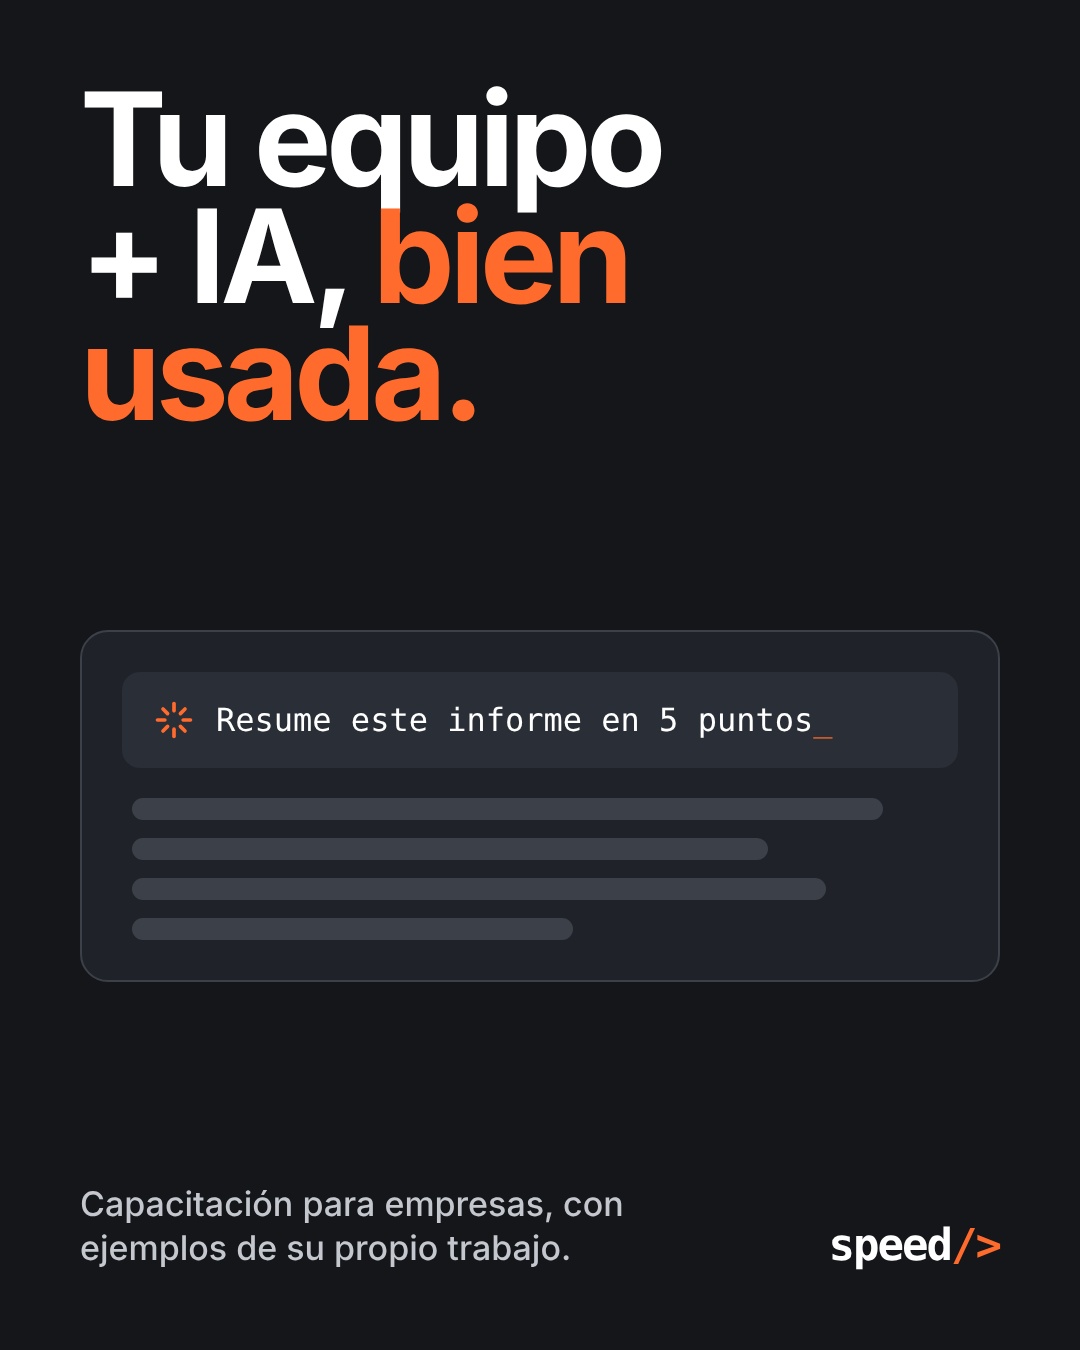 Tu equipo
+ IA, bien
usada.
Resume este informe en 5 puntos_
Capacitación para empresas, con
ejemplos de su propio trabajo.
speed/>